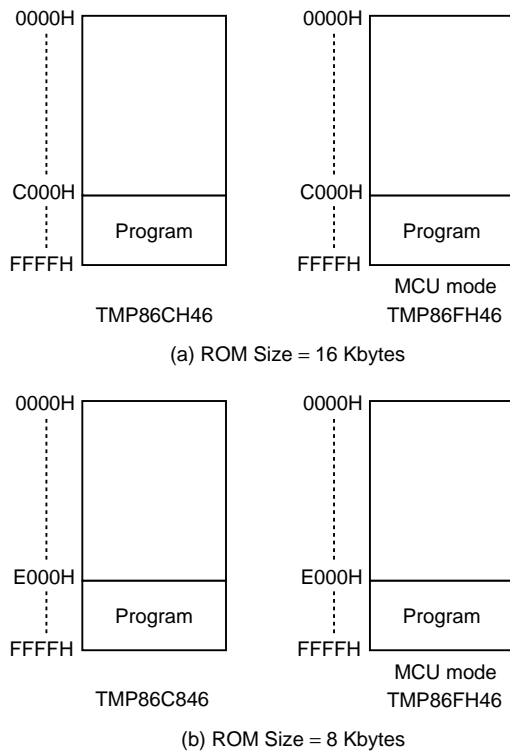 0000H
0000H
C000H
C000H
Program
Program
FFFFH
FFFFH
MCU mode
TMP86CH46
TMP86FH46
(a) ROM Size = 16 Kbytes
0000H
0000H
E000H
E000H
Program
Program
FFFFH
FFFFH
MCU mode
TMP86C846
TMP86FH46
(b) ROM Size = 8 Kbytes